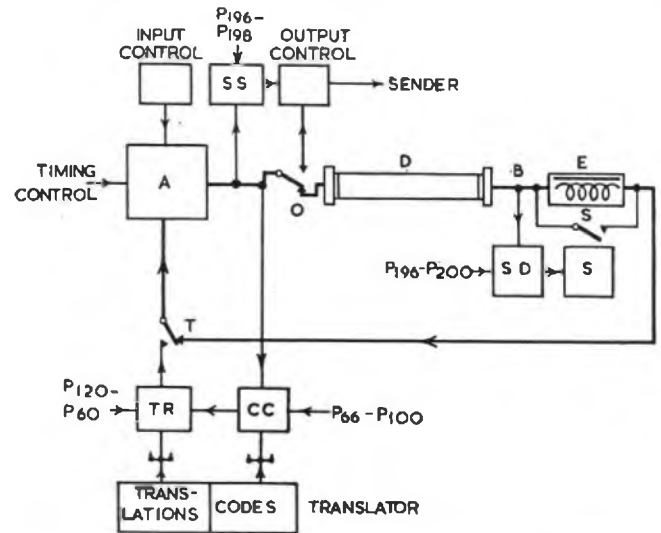 P196–
P198
INPUT
CONTROL
OUTPUT
CONTROL
SS
SENDER
TIMING
CONTROL
A
O
D
B
E
S
P196–P200
SD
S
T
P120–
P60
TR
CC
P66–P100
TRANS-
LATIONS
CODES
TRANSLATOR